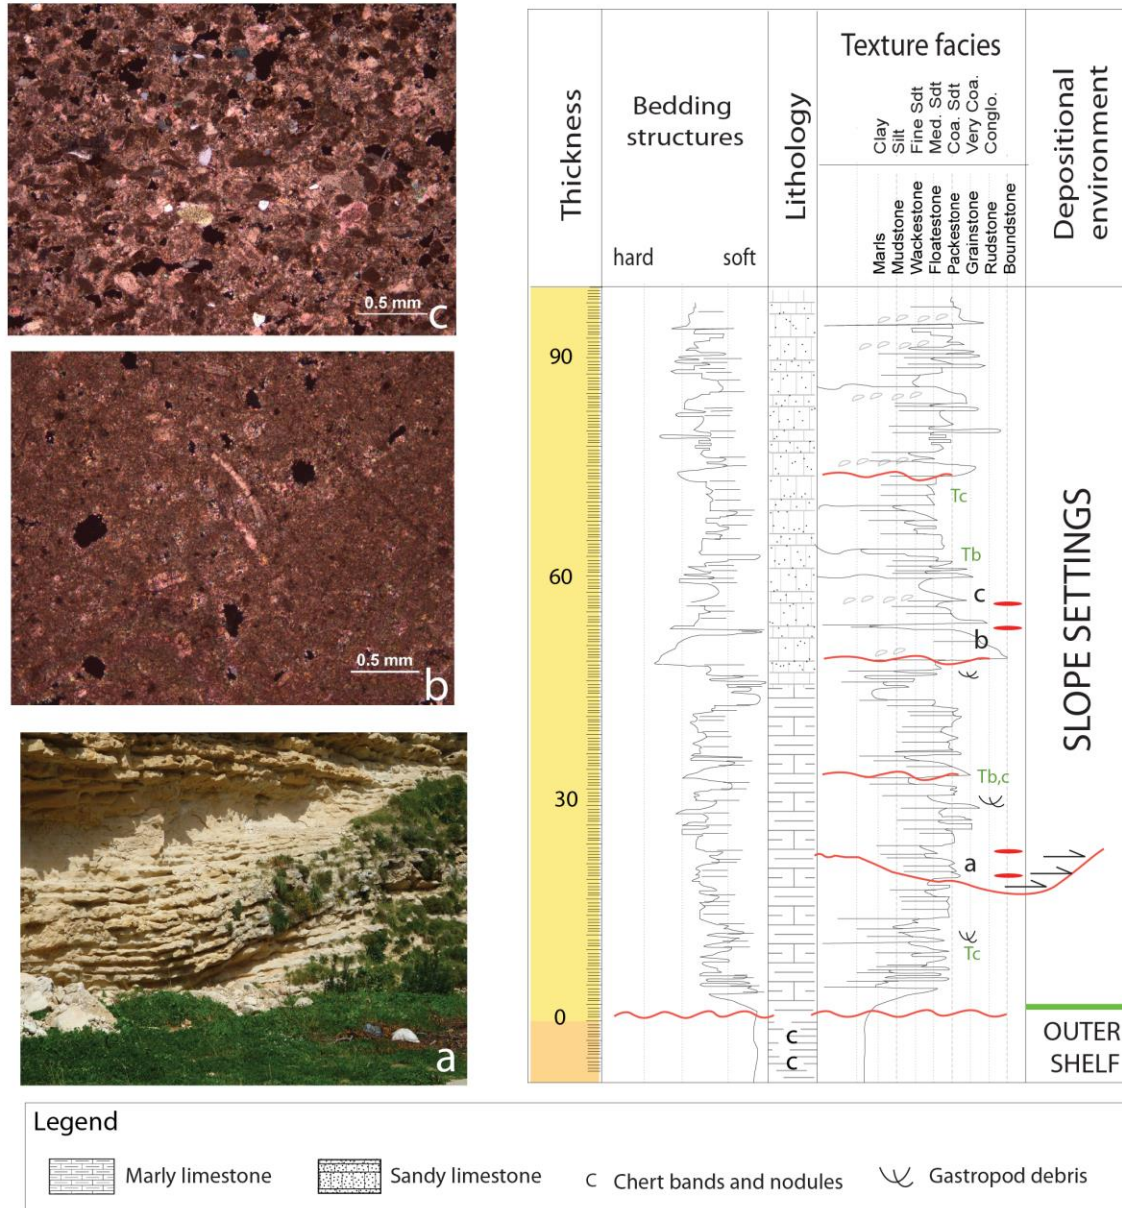 0.5 mm
c
0.5 mm
b
a
Thickness
Bedding
structures
hard soft
Lithology
Texture facies
Clay
Silt
Fine Sdt
Med. Sdt
Coa. Sdt
Very Coa.
Conglo.
Marls
Mudstone
Wackestone
Floatestone
Packestone
Grainstone
Rudstone
Boundstone
Depositional
environment
90
Tc
Tb
60
c
b
SLOPE SETTINGS
Tb,c
30
a
Tc
0
c
c
OUTER
SHELF
Legend
Marly limestone
Sandy limestone
c Chert bands and nodules
Gastropod debris